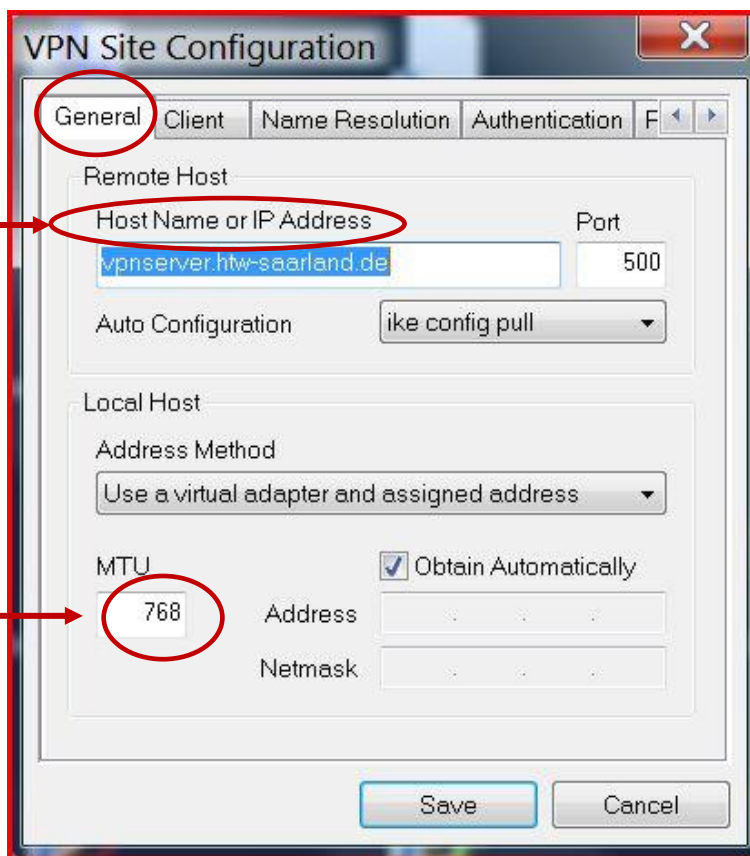 VPN Site Configuration
General Client Name Resolution Authentication F
Remote Host
Host Name or IP Address Port
vpnserver.htw-saarland.de 500
Auto Configuration ike config pull
Local Host
Address Method
Use a virtual adapter and assigned address
MTU Obtain Automatically
768 Address
Netmask
Save Cancel